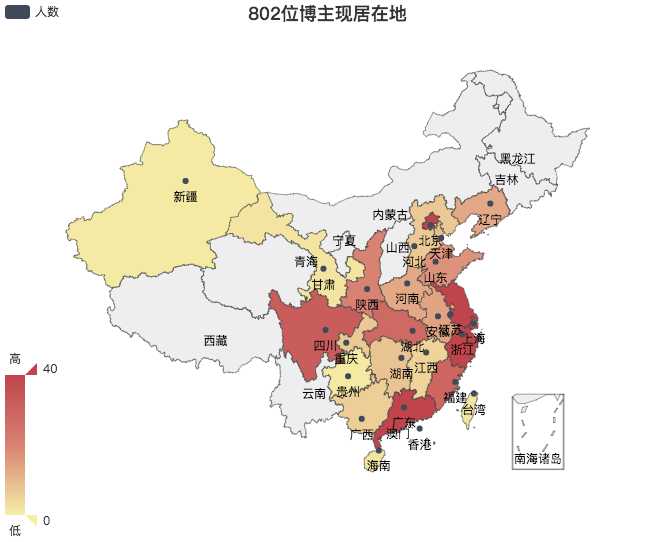 人数
802位博主现居在地
黑龙江
吉林
新疆
内蒙古
辽宁
宁夏
山西
北京
天津
青海
河北
山东
甘肃
陕西
河南
西藏
四川
重庆
湖北
安徽
江苏
上海
浙江
湖南
江西
云南
贵州
福建
台湾
广西
广东
澳门
香港
海南
南海诸岛
高
40
0
低